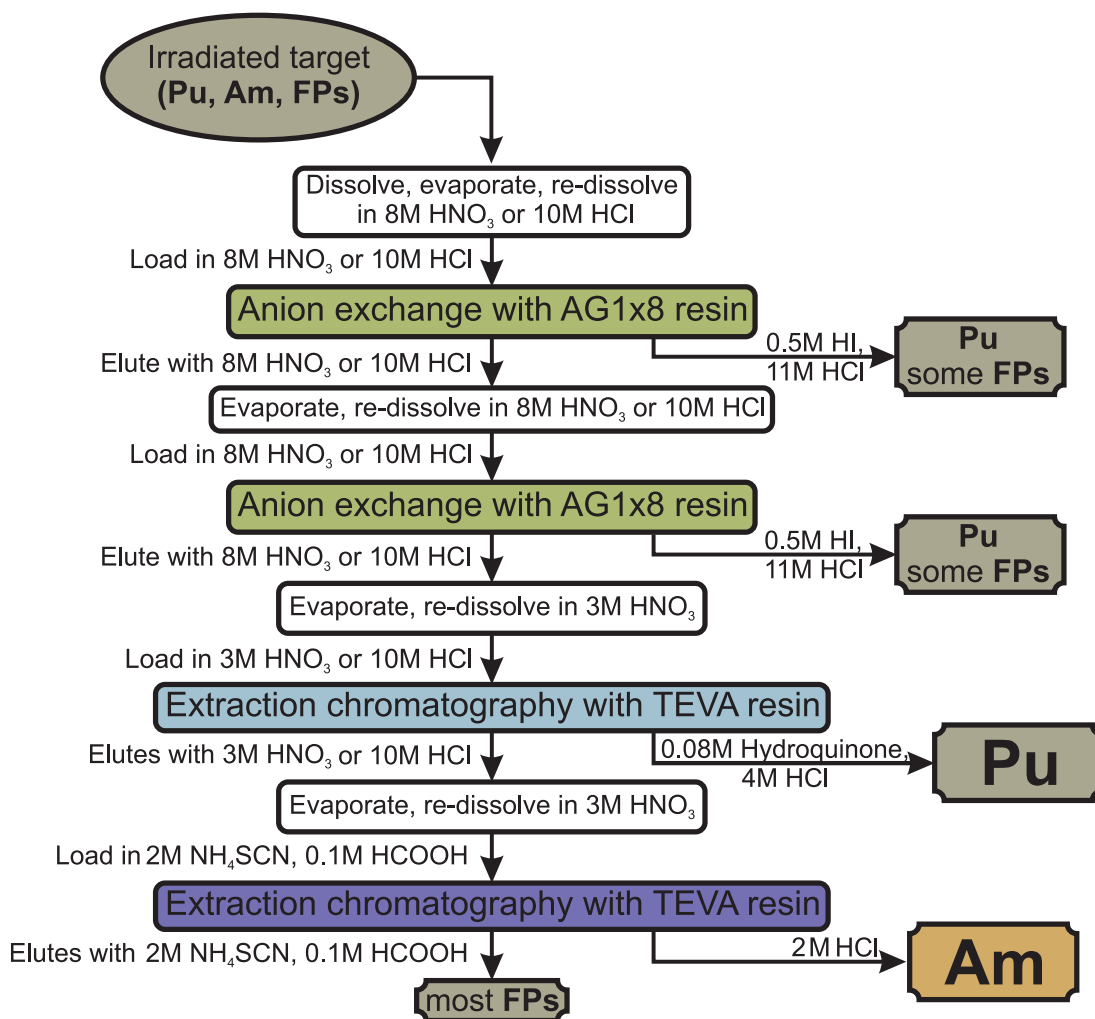 Irradiated target
(Pu, Am, FPs)
Dissolve, evaporate, re-dissolve
in 8M HNO₃ or 10M HCl
Load in 8M HNO₃ or 10M HCl
Anion exchange with AG1x8 resin
Elute with 8M HNO₃ or 10M HCl
0.5M HI,
11M HCl
Pu
some FPs
Evaporate, re-dissolve in 8M HNO₃ or 10M HCl
Load in 8M HNO₃ or 10M HCl
Anion exchange with AG1x8 resin
Elute with 8M HNO₃ or 10M HCl
0.5M HI,
11M HCl
Pu
some FPs
Evaporate, re-dissolve in 3M HNO₃
Load in 3M HNO₃ or 10M HCl
Extraction chromatography with TEVA resin
Elutes with 3M HNO₃ or 10M HCl
0.08M Hydroquinone,
4M HCl
Pu
Evaporate, re-dissolve in 3M HNO₃
Load in 2M NH₄SCN, 0.1M HCOOH
Extraction chromatography with TEVA resin
Elutes with 2M NH₄SCN, 0.1M HCOOH
2M HCl
Am
most FPs